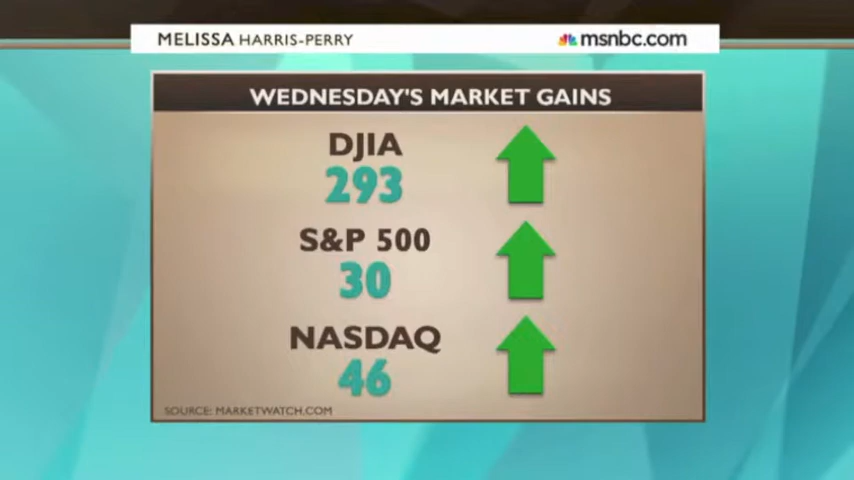 MELISSA HARRIS-PERRY
msnbc.com
WEDNESDAY'S MARKET GAINS
DJIA
293
S&P 500
30
NASDAQ
46
SOURCE: MARKETWATCH.COM